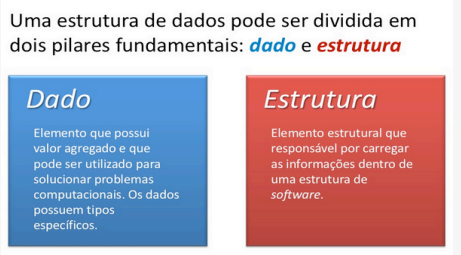 Uma estrutura de dados pode ser dividida em
dois pilares fundamentais: dado e estrutura
Dado
Elemento que possui
valor agregado e que
pode ser utilizado para
solucionar problemas
computacionais. Os dados
possuem tipos
específicos.
Estrutura
Elemento estrutural que
responsável por carregar
as informações dentro de
uma estrutura de
software.